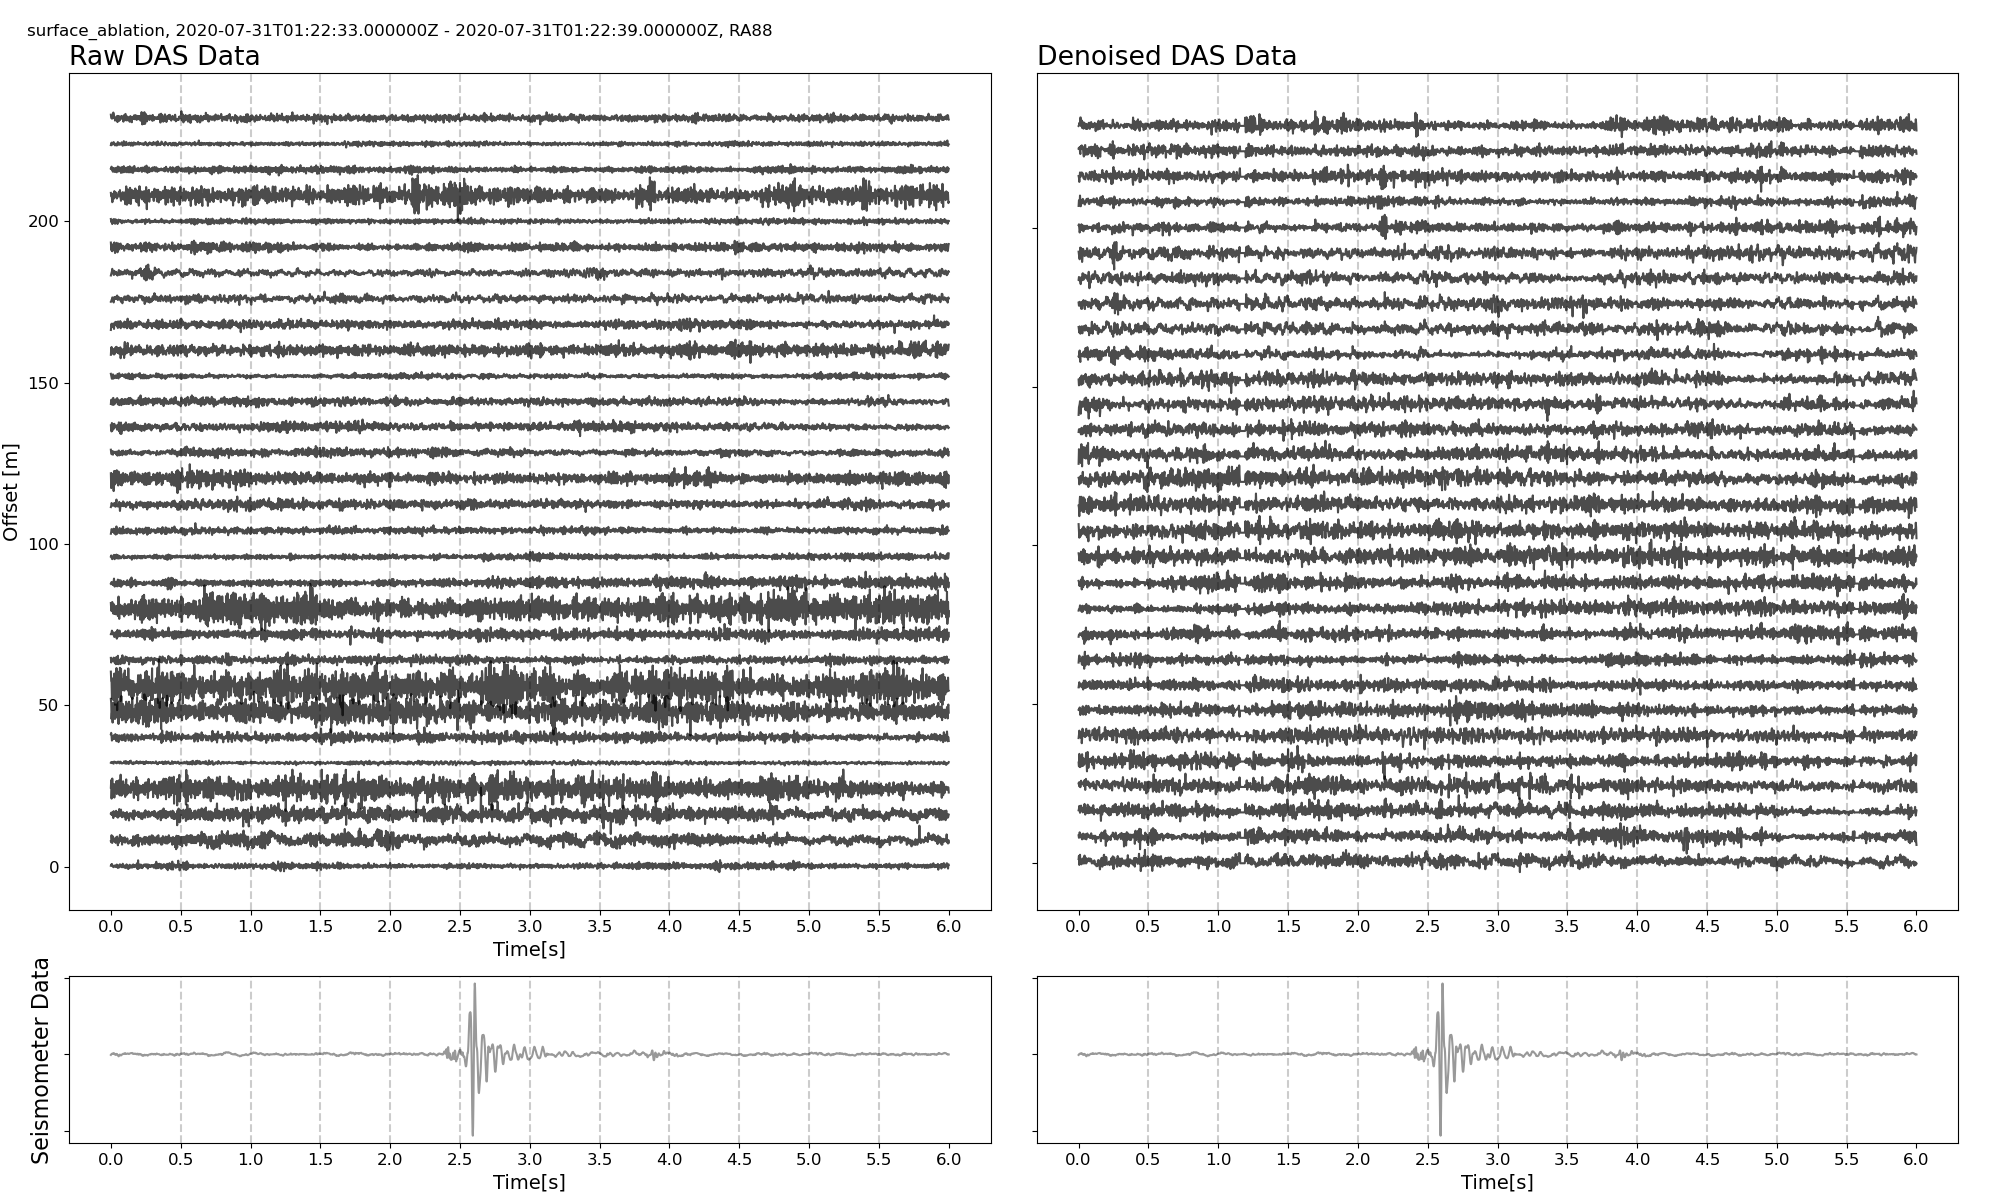 surface_ablation, 2020-07-31T01:22:33.000000Z - 2020-07-31T01:22:39.000000Z, RA88
Raw DAS Data
Denoised DAS Data
Offset [m]
200
150
100
50
0
0.0 0.5 1.0 1.5 2.0 2.5 3.0 3.5 4.0 4.5 5.0 5.5 6.0
Time[s]
0.0 0.5 1.0 1.5 2.0 2.5 3.0 3.5 4.0 4.5 5.0 5.5 6.0
Seismometer Data
0.0 0.5 1.0 1.5 2.0 2.5 3.0 3.5 4.0 4.5 5.0 5.5 6.0
Time[s]
0.0 0.5 1.0 1.5 2.0 2.5 3.0 3.5 4.0 4.5 5.0 5.5 6.0
Time[s]